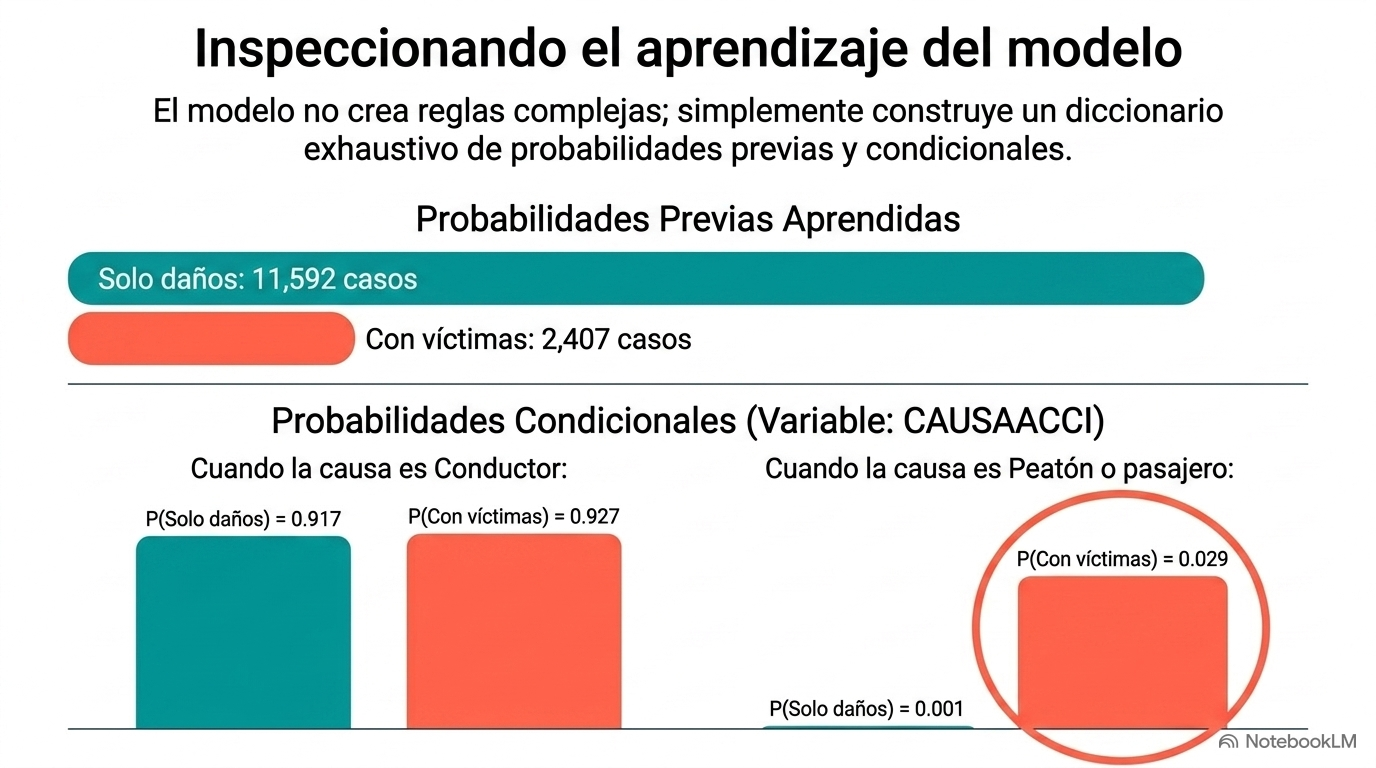 Inspeccionando el aprendizaje del modelo
El modelo no crea reglas complejas; simplemente construye un diccionario
exhaustivo de probabilidades previas y condicionales.
Probabilidades Previas Aprendidas
Solo daños: 11,592 casos
Con víctimas: 2,407 casos
Probabilidades Condicionales (Variable: CAUSAACCI)
Cuando la causa es Conductor:
P(Solo daños) = 0.917
P(Con víctimas) = 0.927
Cuando la causa es Peatón o pasajero:
P(Con víctimas) = 0.029
P(Solo daños) = 0.001
NotebookLM